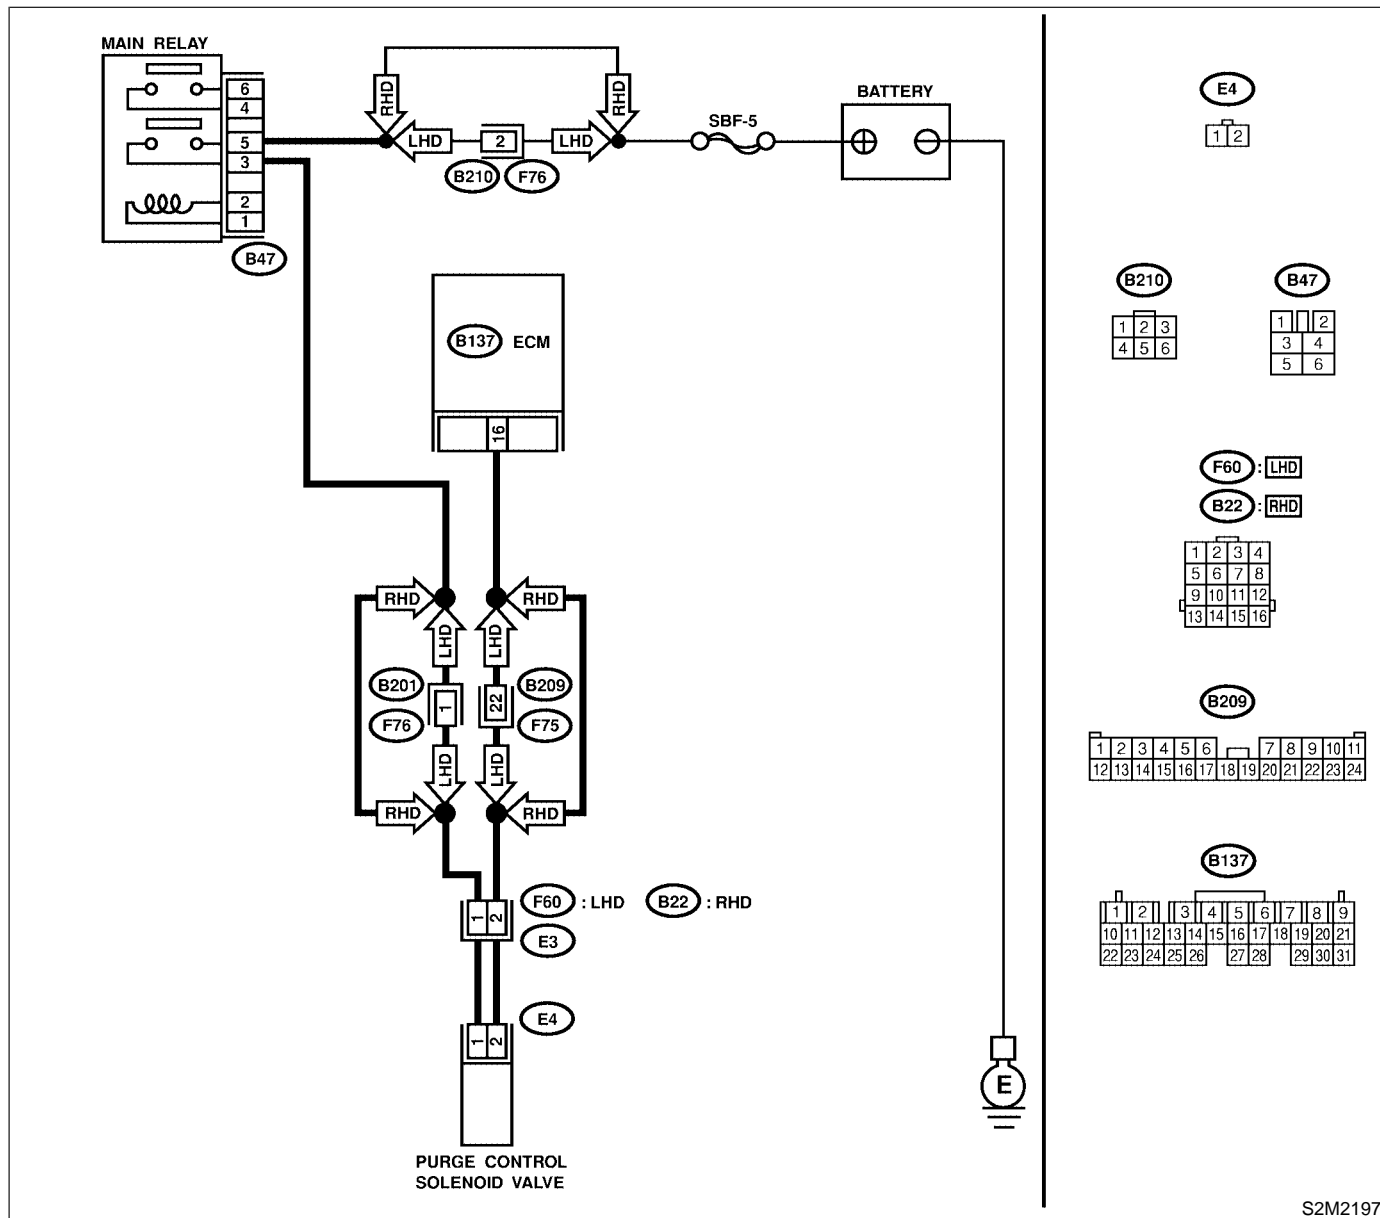 MAIN RELAY
6
4
5
3
2
1
B47
RHD
RHD
LHD
2
LHD
B210
F76
SBF-5
BATTERY
B137 ECM
16
RHD
RHD
LHD
LHD
B201
B209
1
22
F76
F75
LHD
LHD
RHD
RHD
F60 : LHD B22 : RHD
1 2
E3
E4
1 2
PURGE CONTROL
SOLENOID VALVE
E
E4
1 2
B210
1 2 3
4 5 6
B47
1 2
3 4
5 6
F60 : LHD
B22 : RHD
1 2 3 4
5 6 7 8
9 10 11 12
13 14 15 16
B209
1 2 3 4 5 6 7 8 9 10 11
12 13 14 15 16 17 18 19 20 21 22 23 24
B137
1 2 3 4 5 6 7 8 9
10 11 12 13 14 15 16 17 18 19 20 21
22 23 24 25 26 27 28 29 30 31
S2M2197